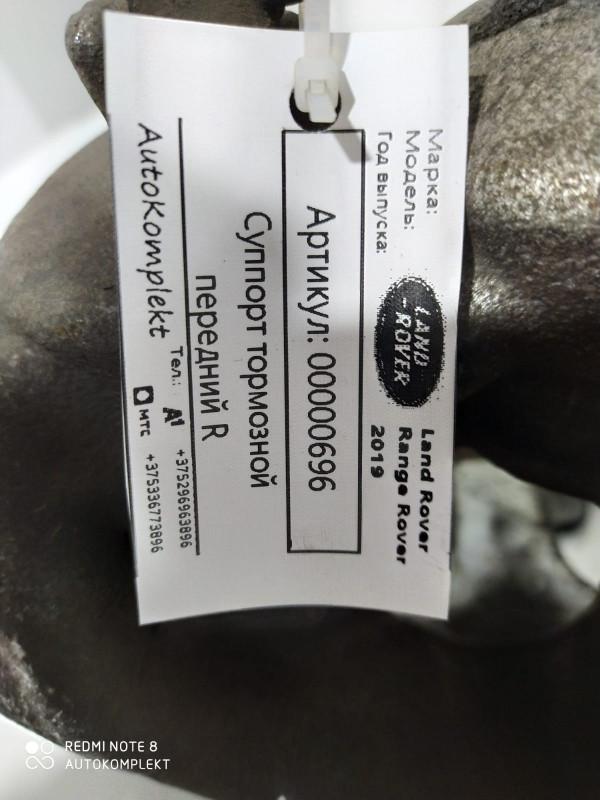 Марка: Land Rover
Модель: Range Rover
Год выпуска: 2019
LAND
ROVER
Артикул: 00000696
Суппорт тормозной
передний R
AutoKomplekt
Тел.: A1 +375296963896
МТС +375336773896
REDMI NOTE 8
AUTOKOMPLEKT